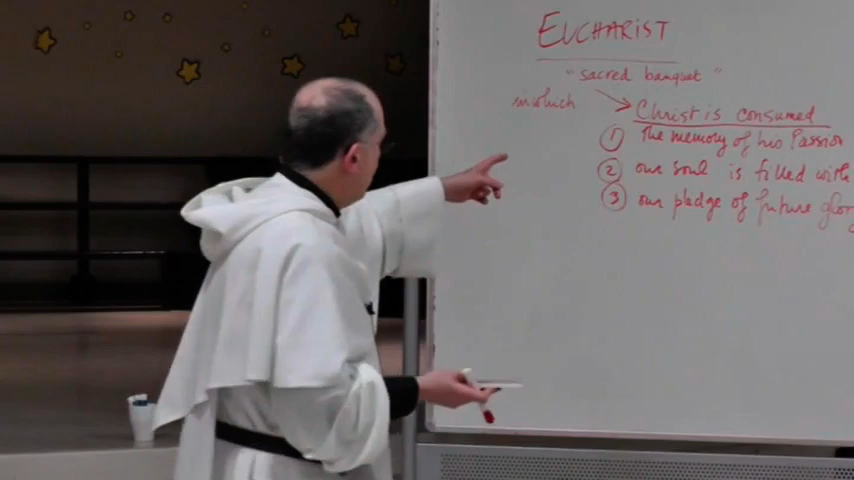 EUCHARIST
"sacred banquet"
in which → Christ is consumed
① The memory of his Passion
② our soul is filled with
③ our pledge of future